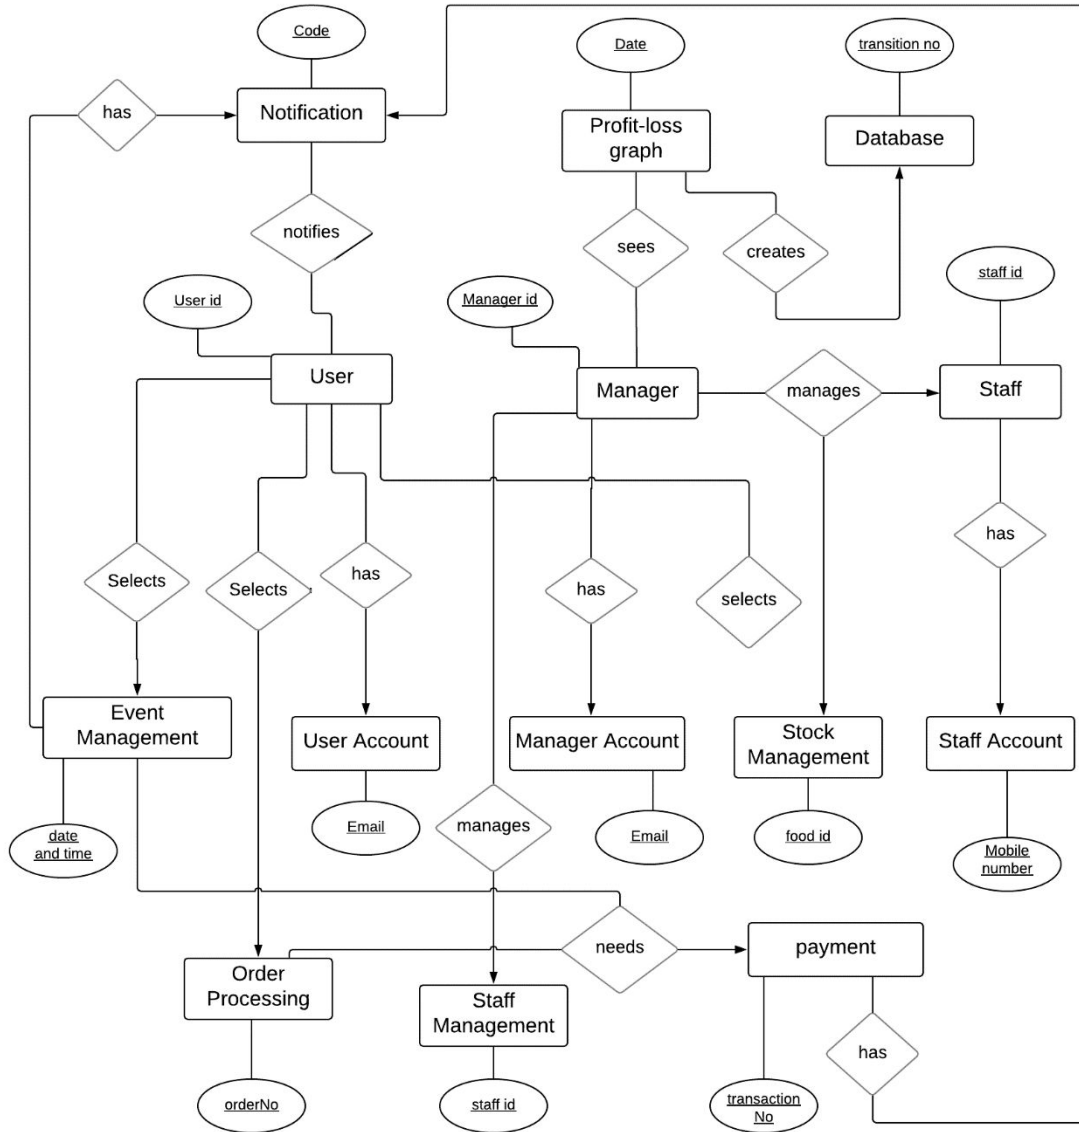 Code
Date
transition no
has
Notification
Profit-loss
graph
Database
notifies
sees
creates
staff id
User id
Manager id
User
Manager
manages
Staff
Selects
Selects
has
has
selects
has
Event
Management
User Account
Manager Account
Stock
Management
Staff Account
date
and time
Email
manages
Email
food id
Mobile
number
needs
payment
Order
Processing
Staff
Management
has
orderNo
staff id
transaction
No